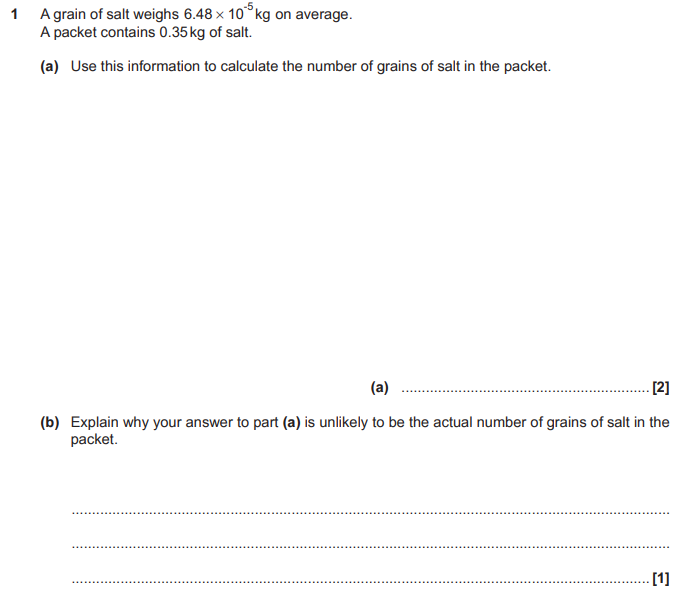 1 A grain of salt weighs 6.48 × 10⁻⁵ kg on average.
A packet contains 0.35 kg of salt.
(a) Use this information to calculate the number of grains of salt in the packet.
(a) .............................................................. [2]
(b) Explain why your answer to part (a) is unlikely to be the actual number of grains of salt in the
packet.
..............................................................
..............................................................
.............................................................. [1]